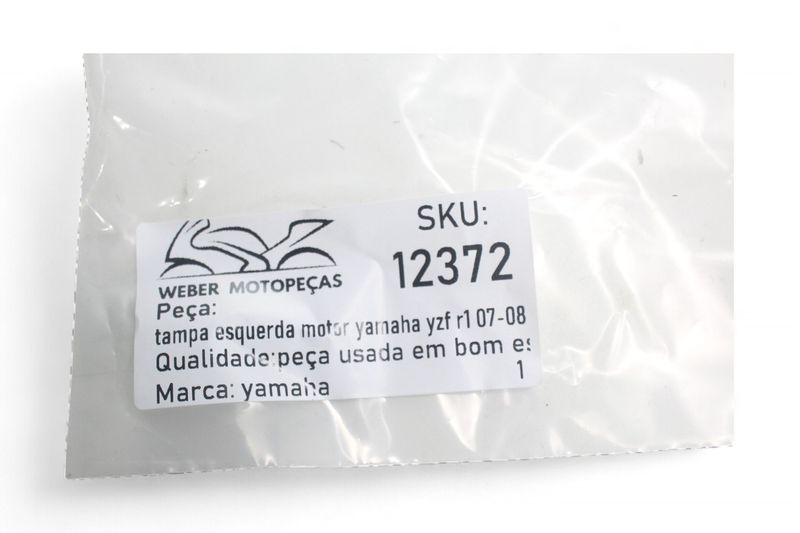 SKU:
12372
WEBER MOTOPEÇAS
Peça:
tampa esquerda motor yamaha yzf r1 07-08
Qualidade:peça usada em bom es
1
Marca: yamaha